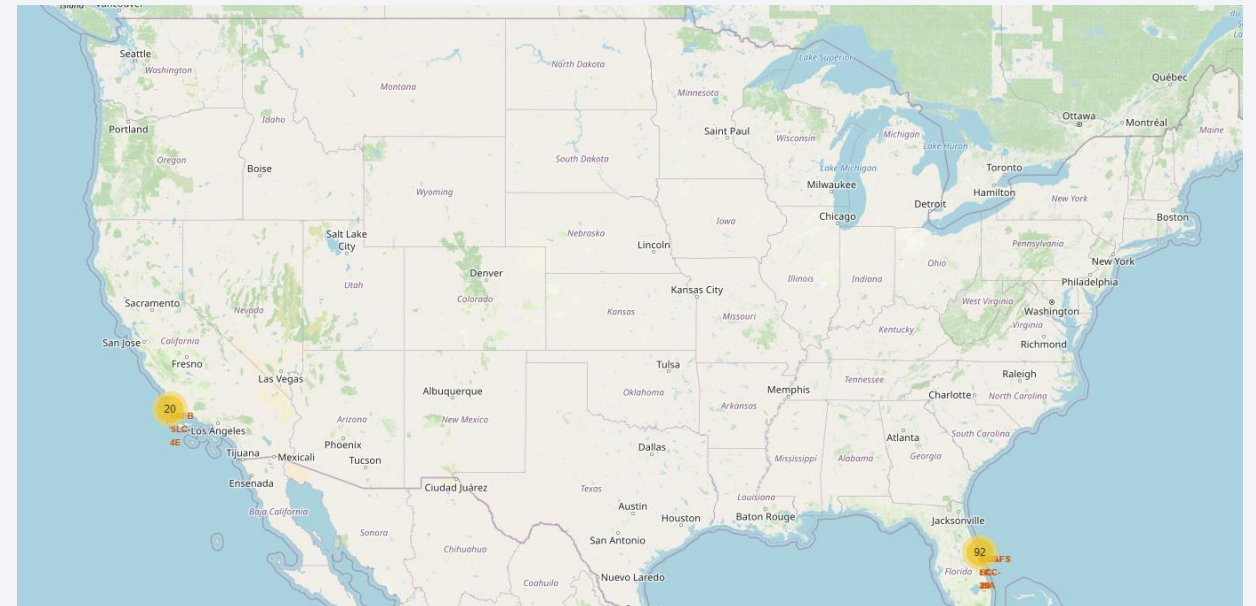 Island
Vancouver
Seattle
Washington
North Dakota
Montana
Lake Superior
Minnesota
Québec
Portland
Idaho
Saint Paul
Wisconsin
Michigan
Ottawa
Montréal
Maine
Oregon
Boise
South Dakota
Lake Huron
Lake Michigan
Toronto
Wyoming
Milwaukee
Hamilton
New York
Chicago
Detroit
Boston
Salt Lake
City
Nebraska
Iowa
Lincoln
Pennsylvania
New York
Ohio
Denver
Utah
Illinois
Indiana
Philadelphia
Sacramento
Nevada
Colorado
Kansas City
Kansas
Missouri
West Virginia
Washington
Virginia
San Jose
California
Kentucky
Richmond
Fresno
Las Vegas
Tulsa
Raleigh
Albuquerque
Oklahoma
Memphis
Tennessee
Charlotte
North Carolina
20
Arizona
New Mexico
Arkansas
SLC-
4E
Los Angeles
Phoenix
Atlanta
South Carolina
Tijuana
Mexicali
Tucson
Dallas
Mississippi
Alabama
Georgia
Ensenada
Ciudad Juárez
Texas
Louisiana
Baja California
Austin
Houston
Baton Rouge
Jacksonville
Sonora
San Antonio
Chihuahua
92
Florida
Coahuila
Nuevo Laredo